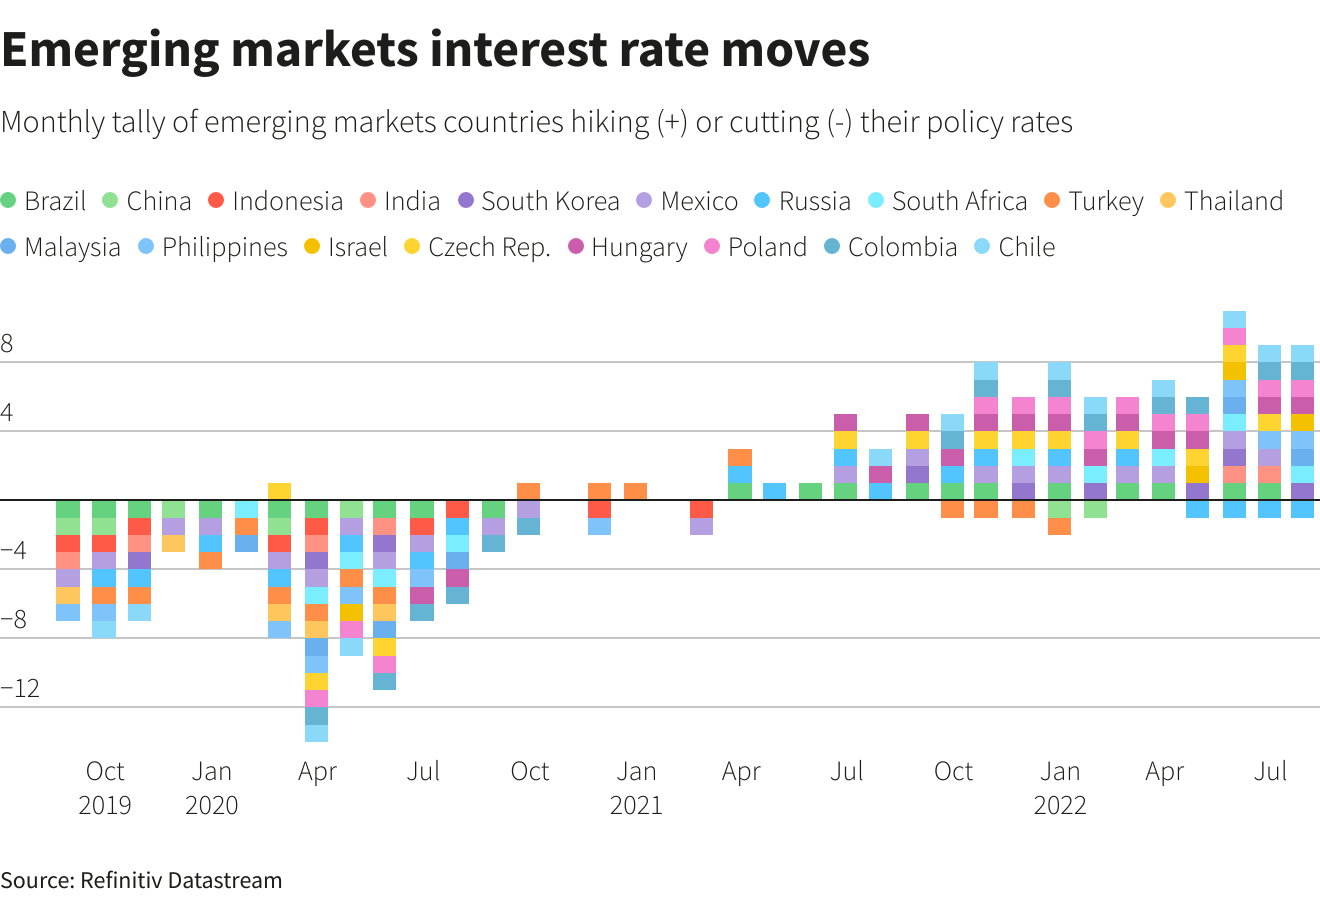 Emerging markets interest rate moves
Monthly tally of emerging markets countries hiking (+) or cutting (-) their policy rates
Brazil China Indonesia India South Korea Mexico Russia South Africa Turkey Thailand
Malaysia Philippines Israel Czech Rep. Hungary Poland Colombia Chile
8
4
−4
−8
−12
Oct Jan Apr Jul Oct Jan Apr Jul Oct Jan Apr Jul
2019 2020 2021 2022
Source: Refinitiv Datastream